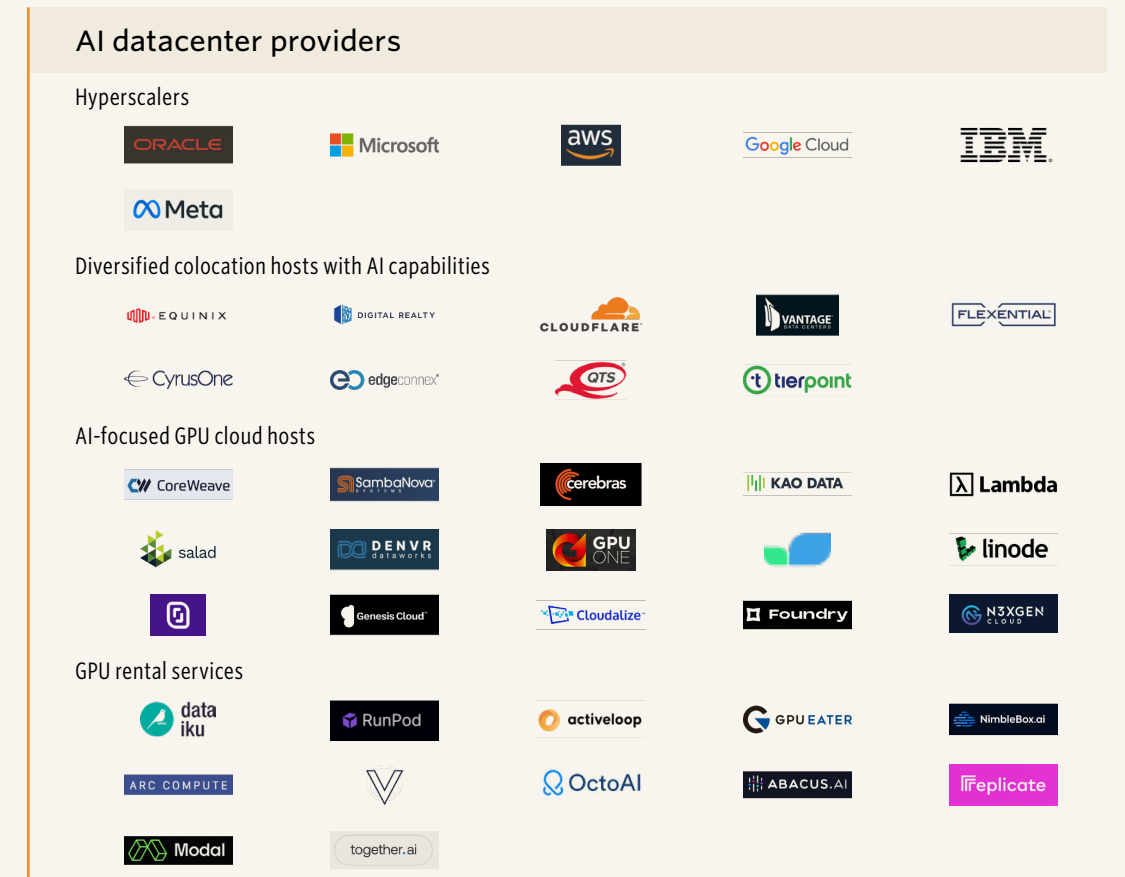 AI datacenter providers
Hyperscalers
ORACLE
Microsoft
aws
Google Cloud
IBM
Meta
Diversified colocation hosts with AI capabilities
EQUINIX
DIGITAL REALTY
CLOUDFLARE
VANTAGE
DATA CENTERS
FLEXENTIAL
CyrusOne
edgeconnex
QTS
tierpoint
AI-focused GPU cloud hosts
CoreWeave
SambaNova
SYSTEMS
cerebras
KAO DATA
Lambda
salad
DENVR
dataworks
GPU
ONE
linode
Genesis Cloud
Cloudalize
Foundry
N3XGEN
CLOUD
GPU rental services
data
iku
RunPod
activeloop
GPU EATER
NimbleBox.ai
ARC COMPUTE
OctoAI
ABACUS.AI
replicate
Modal
together.ai